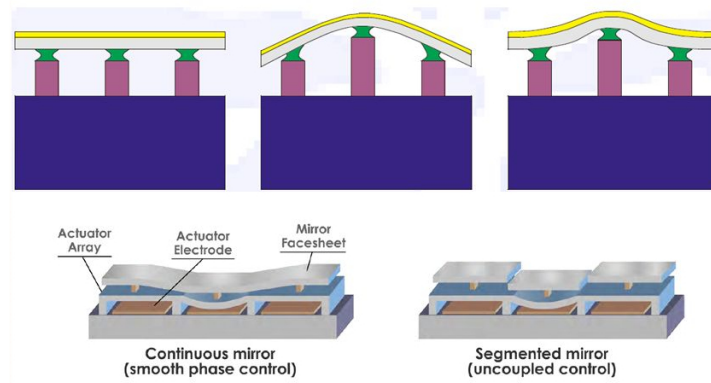 Actuator
Array
Actuator
Electrode
Mirror
Facesheet
Continuous mirror
(smooth phase control)
Segmented mirror
(uncoupled control)